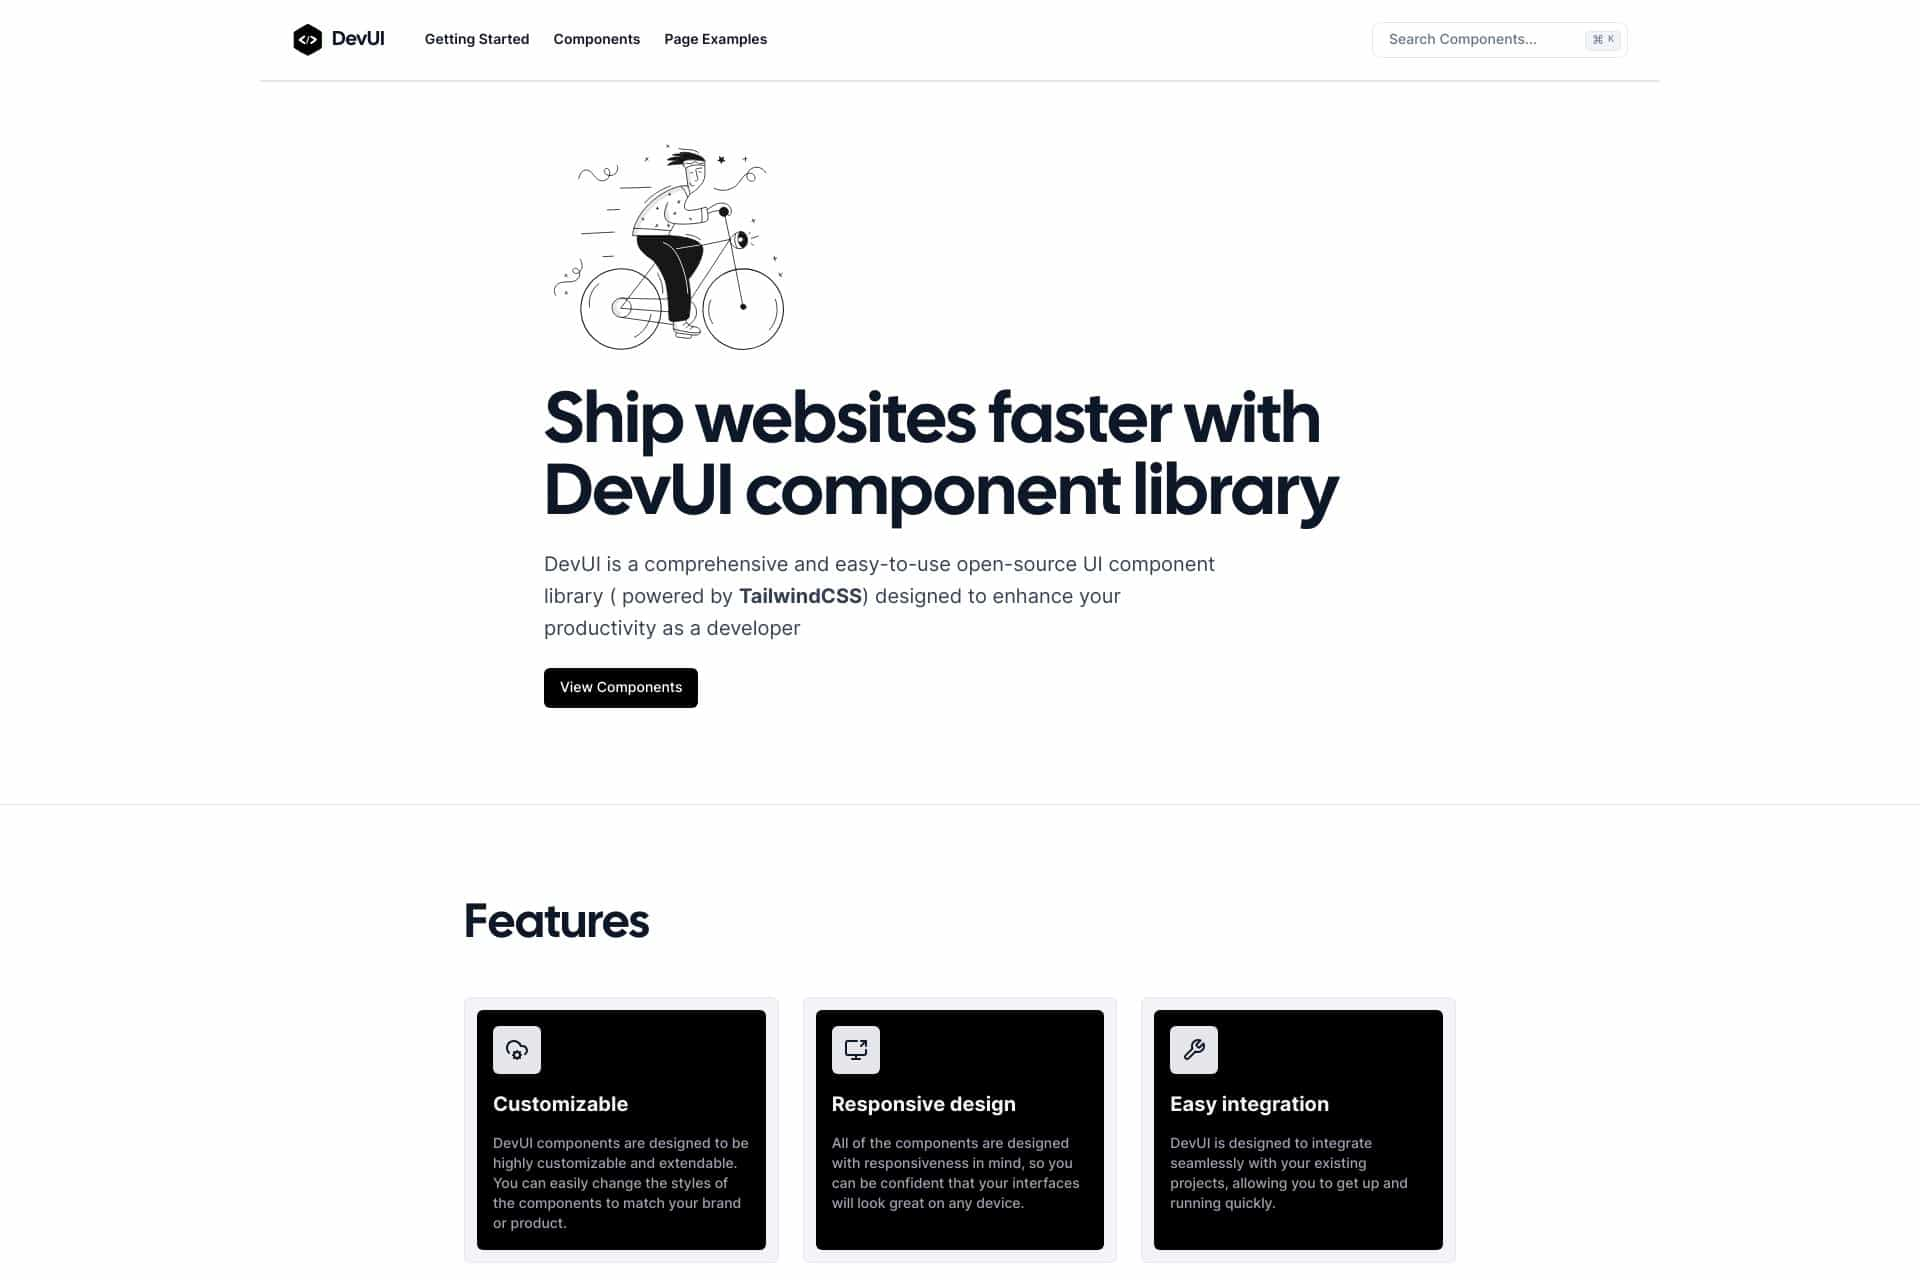 DevUI
Getting Started
Components
Page Examples
Search Components...
⌘ K
Ship websites faster with
DevUI component library
DevUI is a comprehensive and easy-to-use open-source UI component
library ( powered by TailwindCSS) designed to enhance your
productivity as a developer
View Components
Features
Customizable
DevUI components are designed to be
highly customizable and extendable.
You can easily change the styles of
the components to match your brand
or product.
Responsive design
All of the components are designed
with responsiveness in mind, so you
can be confident that your interfaces
will look great on any device.
Easy integration
DevUI is designed to integrate
seamlessly with your existing
projects, allowing you to get up and
running quickly.